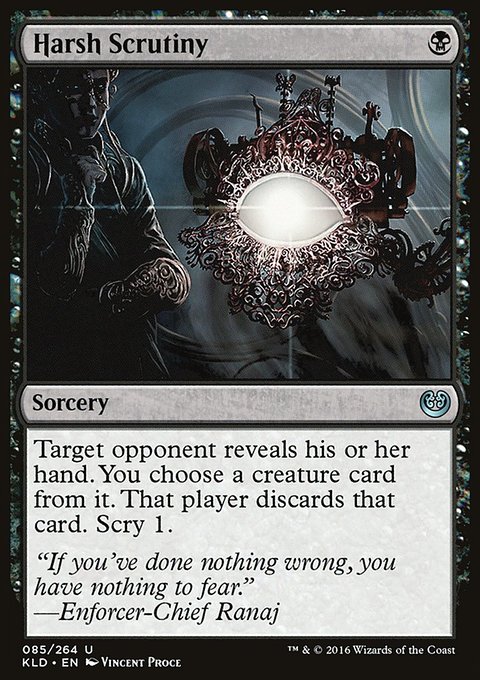 Harsh Scrutiny
Sorcery
Target opponent reveals his or her
hand. You choose a creature card
from it. That player discards that
card. Scry 1.
“If you’ve done nothing wrong, you
have nothing to fear.”
—Enforcer-Chief Ranaj
085/264 U
KLD • EN Vincent Proce
™ & © 2016 Wizards of the Coast